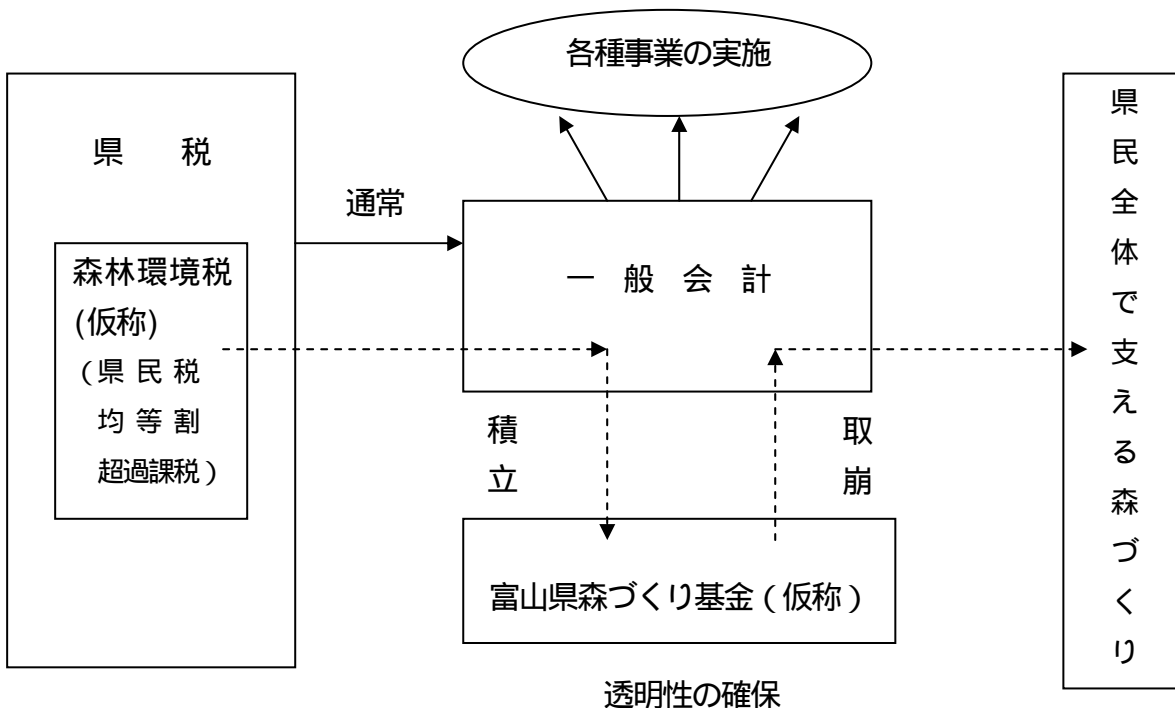 各種事業の実施
県　税
通常
森林環境税
(仮称)
（県民税
均等割
超過課税）
一般会計
積立
取崩
富山県森づくり基金（仮称）
透明性の確保
県民全体で支える森づくり